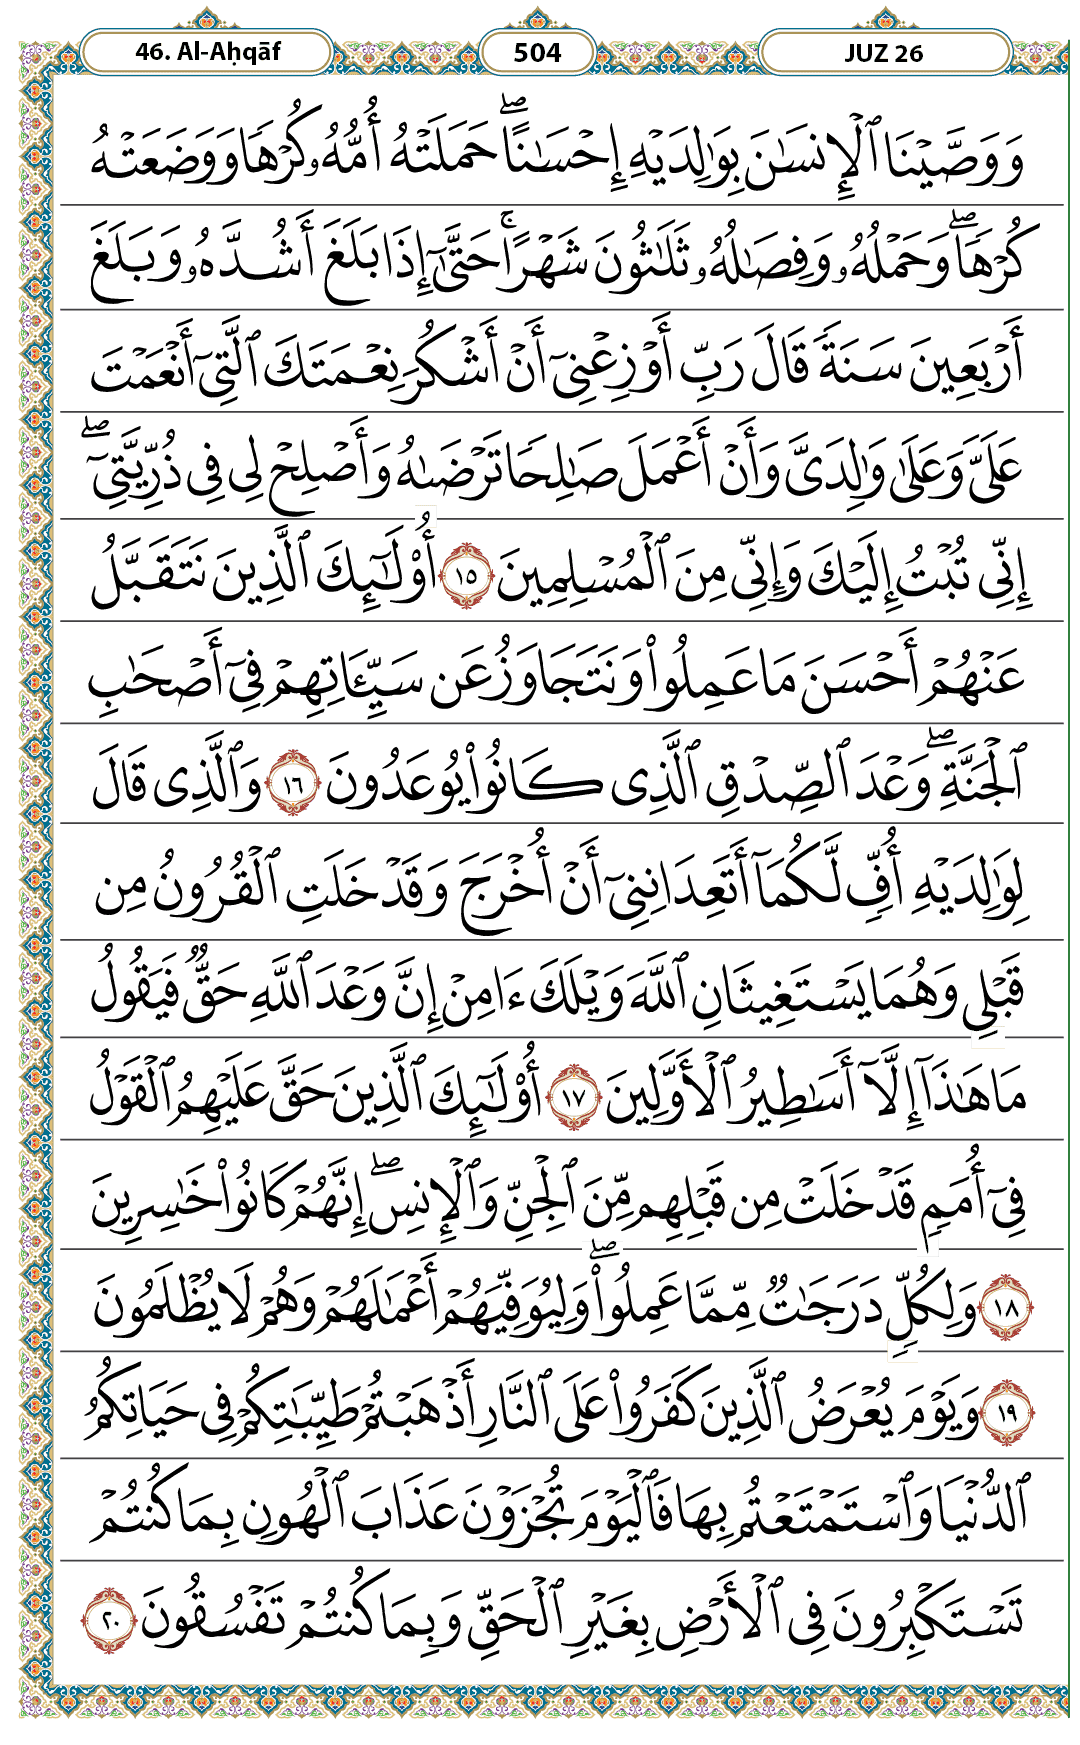 46. Al-Aḥqāf 504 JUZ 26
وَوَصَّيْنَا ٱلْإِنسَٰنَ بِوَٰلِدَيْهِ إِحْسَٰنًا ۖ حَمَلَتْهُ أُمُّهُۥ كُرْهًا وَوَضَعَتْهُ
كُرْهًا ۖ وَحَمْلُهُۥ وَفِصَٰلُهُۥ ثَلَٰثُونَ شَهْرًا ۚ حَتَّىٰٓ إِذَا بَلَغَ أَشُدَّهُۥ وَبَلَغَ
أَرْبَعِينَ سَنَةً قَالَ رَبِّ أَوْزِعْنِىٓ أَنْ أَشْكُرَ نِعْمَتَكَ ٱلَّتِىٓ أَنْعَمْتَ
عَلَىَّ وَعَلَىٰ وَٰلِدَىَّ وَأَنْ أَعْمَلَ صَٰلِحًا تَرْضَىٰهُ وَأَصْلِحْ لِى فِى ذُرِّيَّتِىٓ ۖ
إِنِّى تُبْتُ إِلَيْكَ وَإِنِّى مِنَ ٱلْمُسْلِمِينَ ١٥ أُو۟لَٰٓئِكَ ٱلَّذِينَ نَتَقَبَّلُ
عَنْهُمْ أَحْسَنَ مَا عَمِلُوا۟ وَنَتَجَاوَزُ عَن سَيِّـَٔاتِهِمْ فِىٓ أَصْحَٰبِ
ٱلْجَنَّةِ ۖ وَعْدَ ٱلصِّدْقِ ٱلَّذِى كَانُوا۟ يُوعَدُونَ ١٦ وَٱلَّذِى قَالَ
لِوَٰلِدَيْهِ أُفٍّ لَّكُمَآ أَتَعِدَانِنِىٓ أَنْ أُخْرَجَ وَقَدْ خَلَتِ ٱلْقُرُونُ مِن
قَبْلِى وَهُمَا يَسْتَغِيثَانِ ٱللَّهَ وَيْلَكَ ءَامِنْ إِنَّ وَعْدَ ٱللَّهِ حَقٌّ فَيَقُولُ
مَا هَٰذَآ إِلَّآ أَسَٰطِيرُ ٱلْأَوَّلِينَ ١٧ أُو۟لَٰٓئِكَ ٱلَّذِينَ حَقَّ عَلَيْهِمُ ٱلْقَوْلُ
فِىٓ أُمَمٍ قَدْ خَلَتْ مِن قَبْلِهِم مِّنَ ٱلْجِنِّ وَٱلْإِنسِ ۖ إِنَّهُمْ كَانُوا۟ خَٰسِرِينَ
١٨ وَلِكُلٍّ دَرَجَٰتٌ مِّمَّا عَمِلُوا۟ ۖ وَلِيُوَفِّيَهُمْ أَعْمَٰلَهُمْ وَهُمْ لَا يُظْلَمُونَ
١٩ وَيَوْمَ يُعْرَضُ ٱلَّذِينَ كَفَرُوا۟ عَلَى ٱلنَّارِ أَذْهَبْتُمْ طَيِّبَٰتِكُمْ فِى حَيَاتِكُمُ
ٱلدُّنْيَا وَٱسْتَمْتَعْتُم بِهَا فَٱلْيَوْمَ تُجْزَوْنَ عَذَابَ ٱلْهُونِ بِمَا كُنتُمْ
تَسْتَكْبِرُونَ فِى ٱلْأَرْضِ بِغَيْرِ ٱلْحَقِّ وَبِمَا كُنتُمْ تَفْسُقُونَ ٢٠